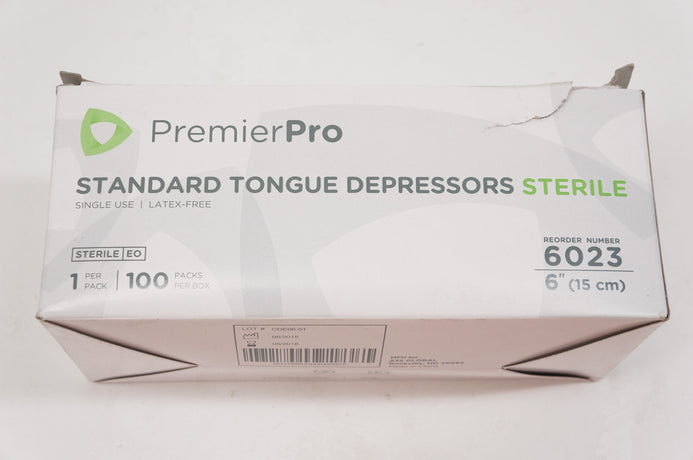 PremierPro
STANDARD TONGUE DEPRESSORS STERILE
SINGLE USE | LATEX-FREE
STERILE EO
REORDER NUMBER
6023
1 PER PACK | 100 PACKS PER BOX
6" (15 cm)
LOT #